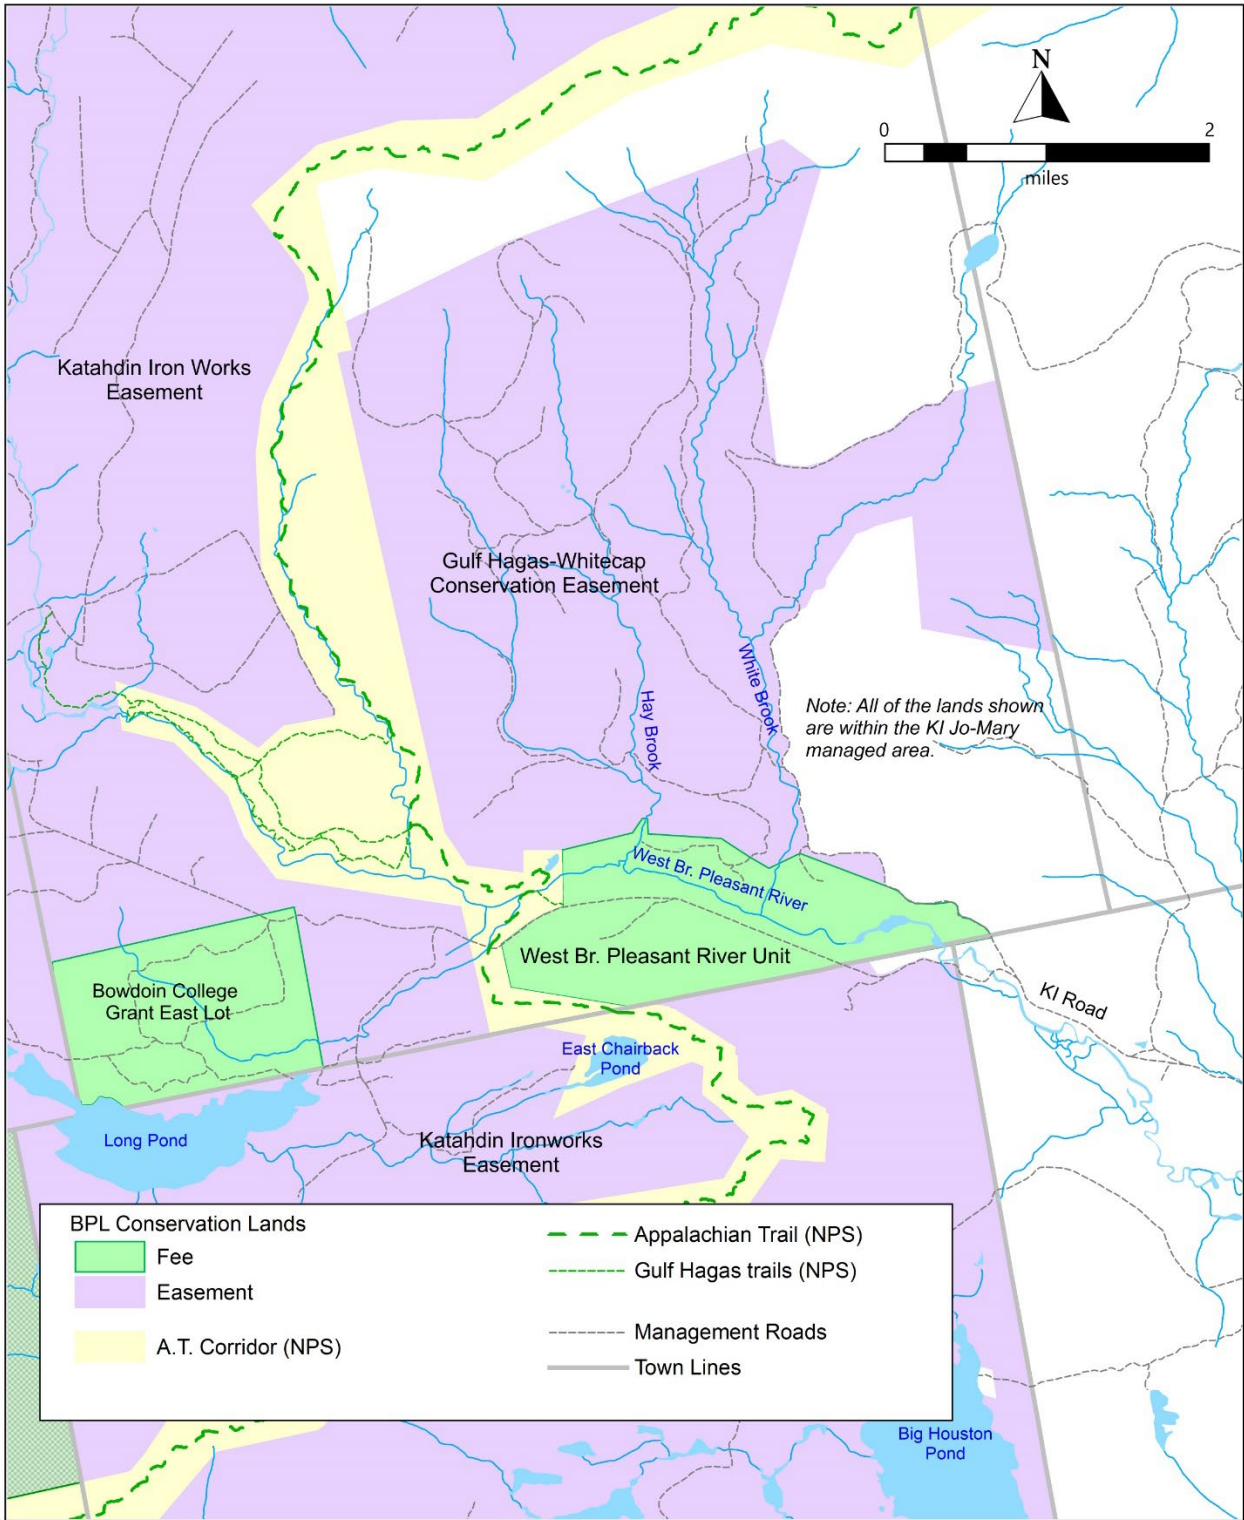 N
0
2
miles
Katahdin Iron Works
Easement
Gulf Hagas-Whitecap
Conservation Easement
Hay Brook
White Brook
Note: All of the lands shown
are within the KI Jo-Mary
managed area.
West Br. Pleasant River
West Br. Pleasant River Unit
Bowdoin College
Grant East Lot
KI Road
East Chairback
Pond
Long Pond
Katahdin Ironworks
Easement
BPL Conservation Lands
Fee
Easement
A.T. Corridor (NPS)
Appalachian Trail (NPS)
Gulf Hagas trails (NPS)
Management Roads
Town Lines
Big Houston
Pond